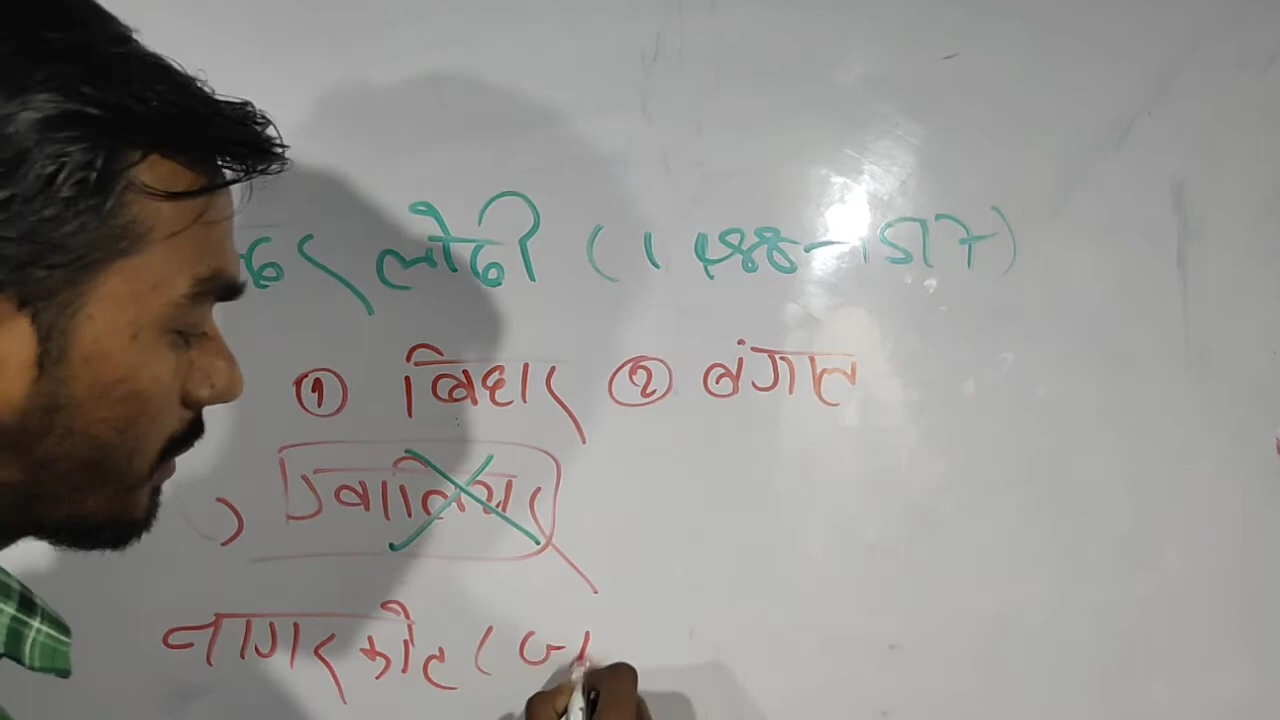 लोदी (1488-1517)
① बिहार ② बंगाल
) ग्वालियर
नागरकोट (